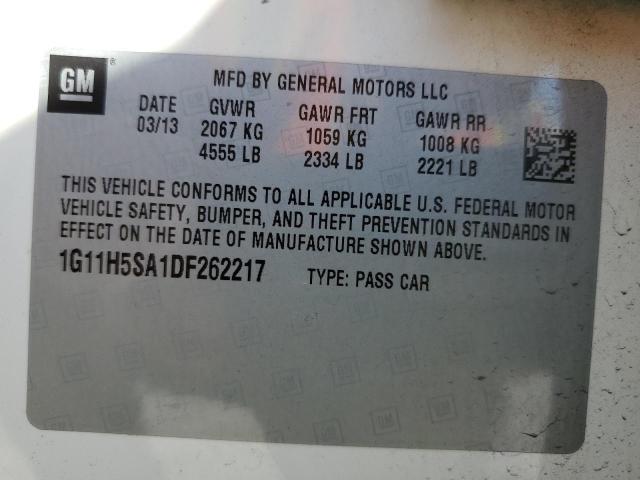 GM
MFD BY GENERAL MOTORS LLC
DATE GVWR GAWR FRT GAWR RR
03/13 2067 KG 1059 KG 1008 KG
4555 LB 2334 LB 2221 LB
THIS VEHICLE CONFORMS TO ALL APPLICABLE U.S. FEDERAL MOTOR
VEHICLE SAFETY, BUMPER, AND THEFT PREVENTION STANDARDS IN
EFFECT ON THE DATE OF MANUFACTURE SHOWN ABOVE.
1G11H5SA1DF262217 TYPE: PASS CAR